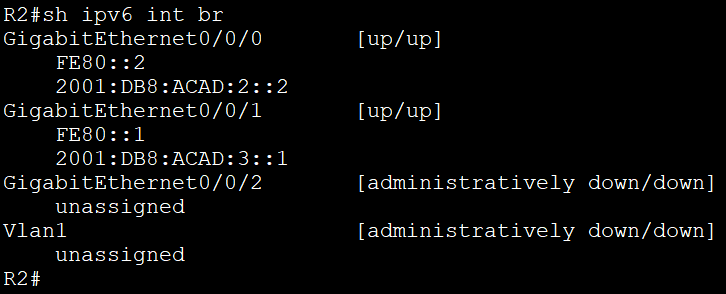 R2#sh ipv6 int br
GigabitEthernet0/0/0 [up/up]
FE80::2
2001:DB8:ACAD:2::2
GigabitEthernet0/0/1 [up/up]
FE80::1
2001:DB8:ACAD:3::1
GigabitEthernet0/0/2 [administratively down/down]
unassigned
Vlan1 [administratively down/down]
unassigned
R2#